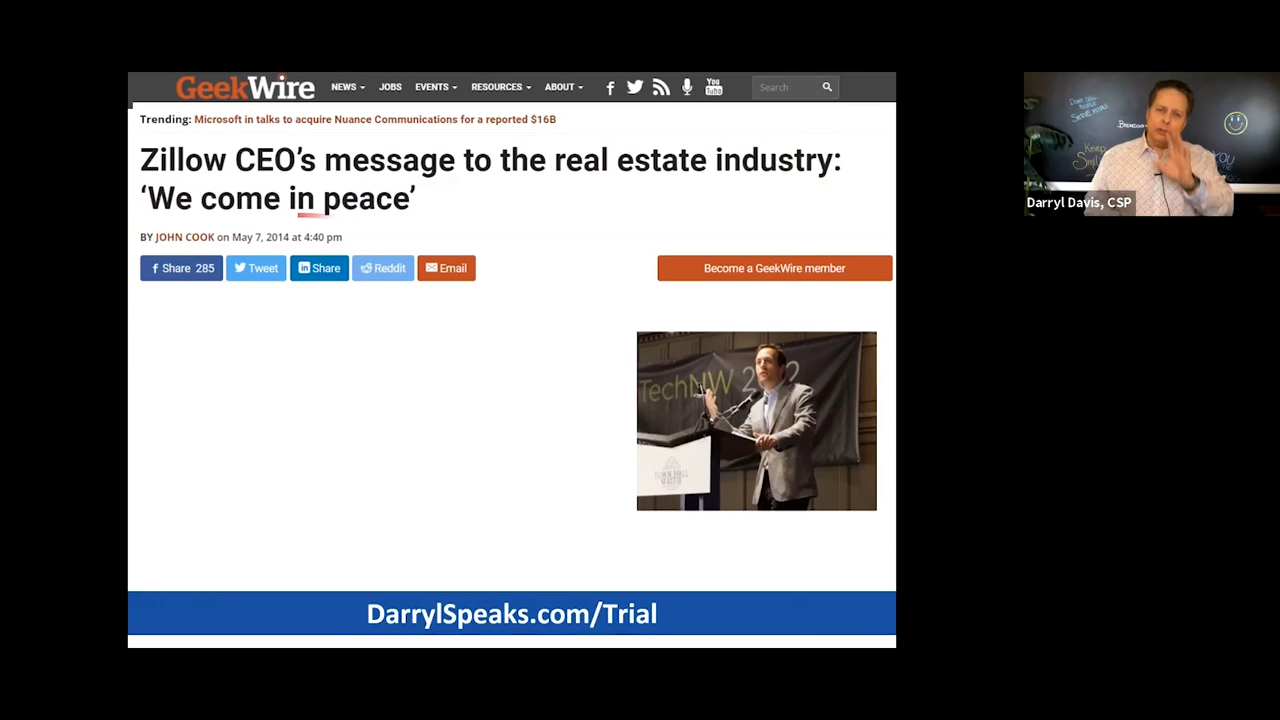 GeekWire
NEWS
JOBS
EVENTS
RESOURCES
ABOUT
You
Tube
Search
Trending: Microsoft in talks to acquire Nuance Communications for a reported $16B
Zillow CEO's message to the real estate industry:
'We come in peace'
BY JOHN COOK on May 7, 2014 at 4:40 pm
Share 285
Tweet
Share
Reddit
Email
Become a GeekWire member
TechNW 2
DarrylSpeaks.com/Trial
Darryl Davis, CSP